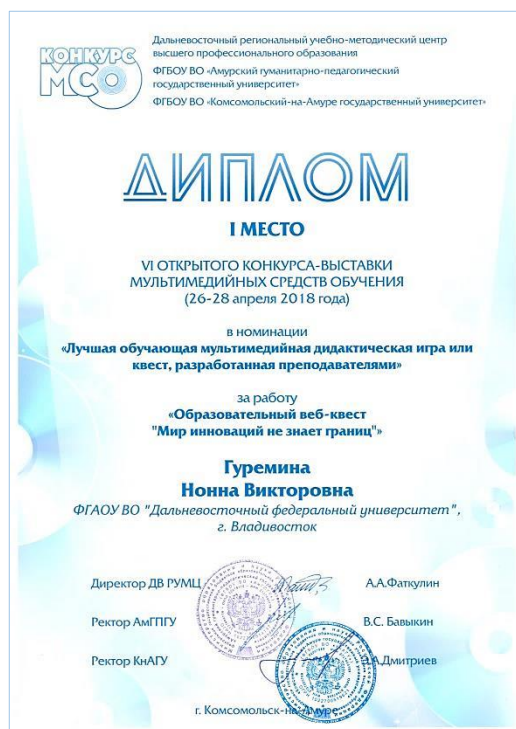 КОНКУРС
МСО
Дальневосточный региональный учебно-методический центр
высшего профессионального образования
ФГБОУ ВО «Амурский гуманитарно-педагогический
государственный университет»
ФГБОУ ВО «Комсомольский-на-Амуре государственный университет»
ДИПЛОМ
I МЕСТО
VI ОТКРЫТОГО КОНКУРСА-ВЫСТАВКИ
МУЛЬТИМЕДИЙНЫХ СРЕДСТВ ОБУЧЕНИЯ
(26-28 апреля 2018 года)
в номинации
«Лучшая обучающая мультимедийная дидактическая игра или
квест, разработанная преподавателями»
за работу
«Образовательный веб-квест
"Мир инноваций не знает границ"»
Гуремина
Нонна Викторовна
ФГАОУ ВО "Дальневосточный федеральный университет",
г. Владивосток
Директор ДВ РУМЦ А.А.Фаткулин
Ректор АмГПГУ В.С. Бавыкин
Ректор КнАГУ Дмитриев
г. Комсомольск-на-Амуре